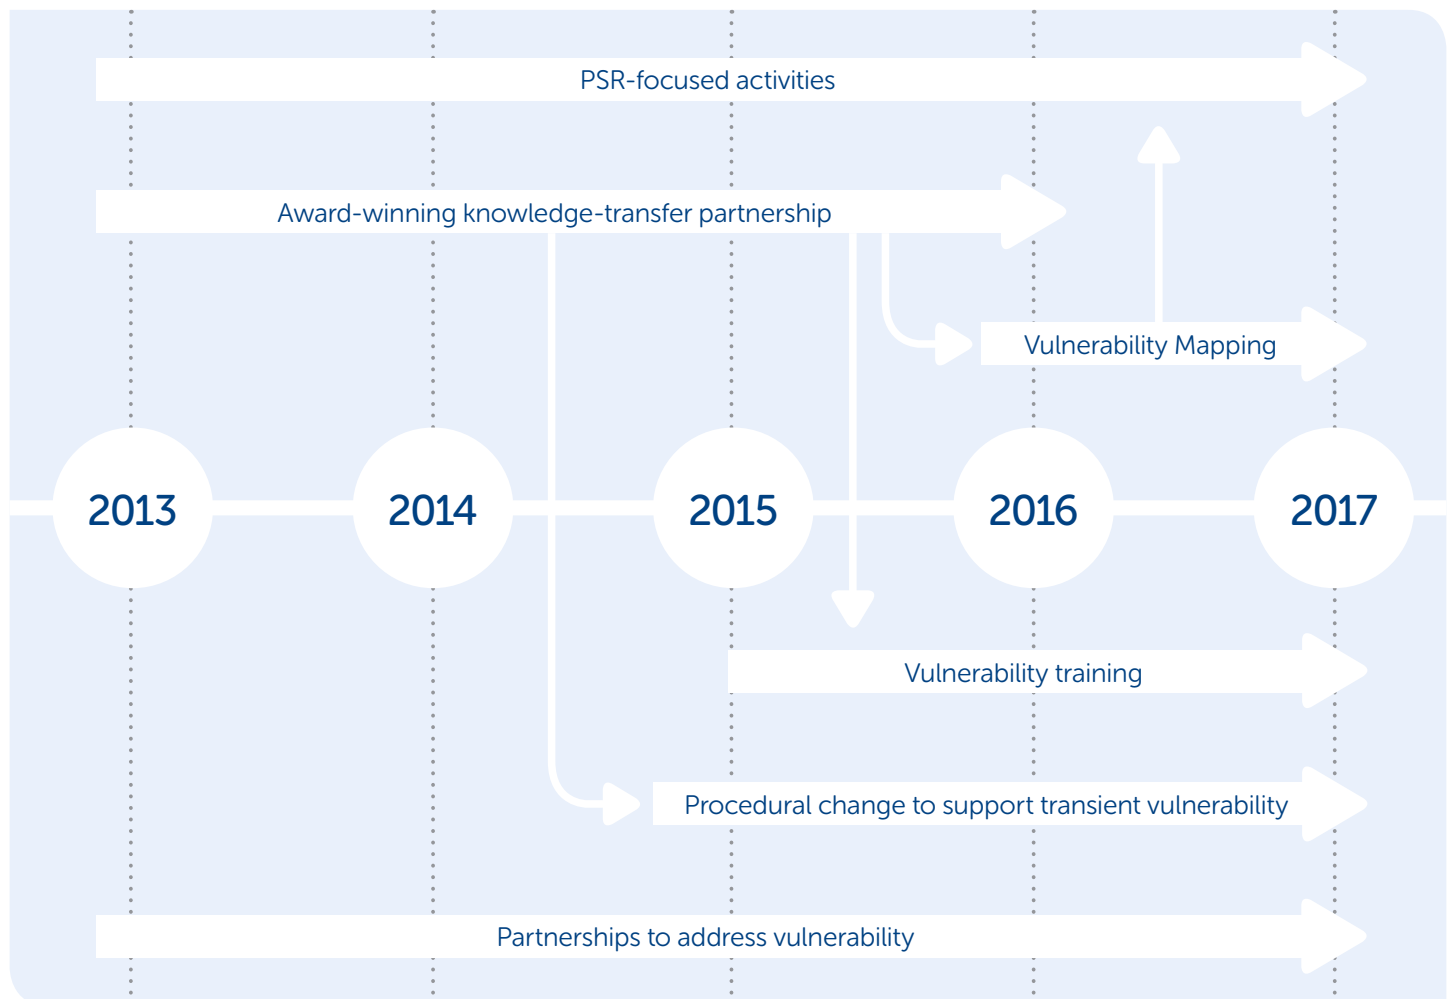 PSR-focused activities
Award-winning knowledge-transfer partnership
Vulnerability Mapping
2013
2014
2015
2016
2017
Vulnerability training
Procedural change to support transient vulnerability
Partnerships to address vulnerability